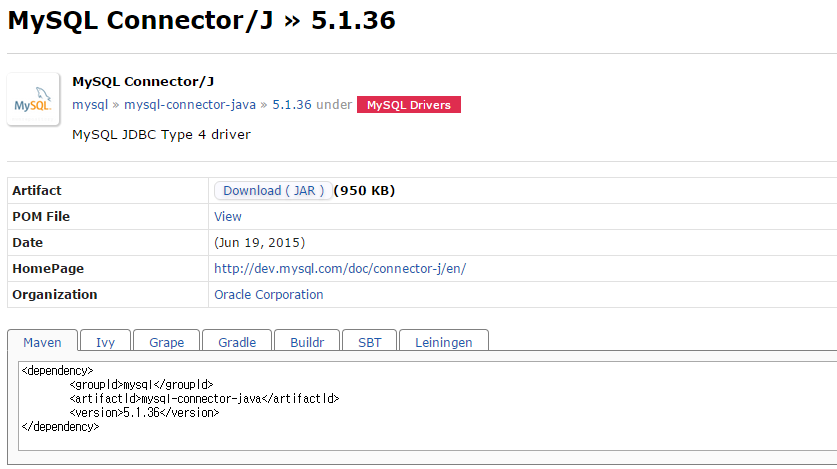 MySQL Connector/J » 5.1.36
MySQL Connector/J
MySQL
mysql » mysql-connector-java » 5.1.36 under MySQL Drivers
MySQL JDBC Type 4 driver
Artifact Download ( JAR ) (950 KB)
POM File View
Date (Jun 19, 2015)
HomePage http://dev.mysql.com/doc/connector-j/en/
Organization Oracle Corporation
Maven Ivy Grape Gradle Buildr SBT Leiningen
<dependency>
<groupId>mysql</groupId>
<artifactId>mysql-connector-java</artifactId>
<version>5.1.36</version>
</dependency>